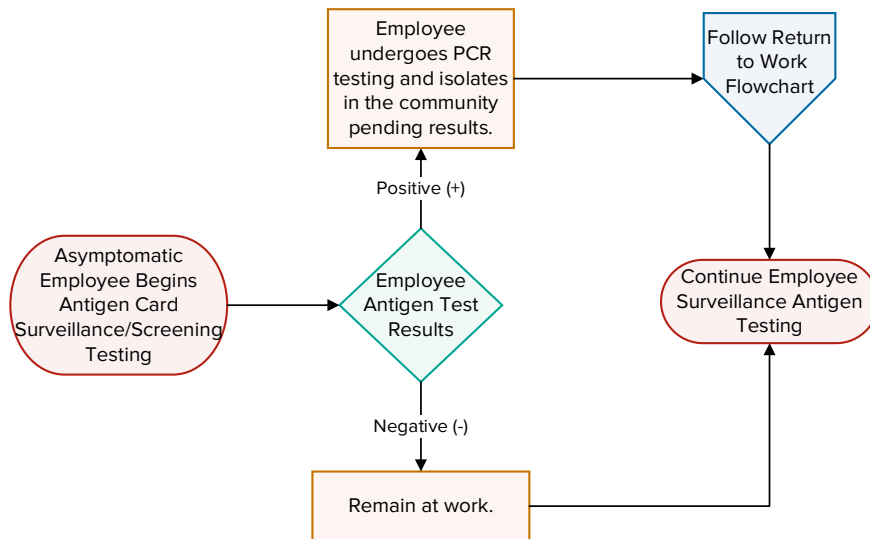 Employee
undergoes PCR
testing and isolates
in the community
pending results.
Follow Return
to Work
Flowchart
Positive (+)
Asymptomatic
Employee Begins
Antigen Card
Surveillance/Screening
Testing
Employee
Antigen Test
Results
Continue Employee
Surveillance Antigen
Testing
Negative (-)
Remain at work.